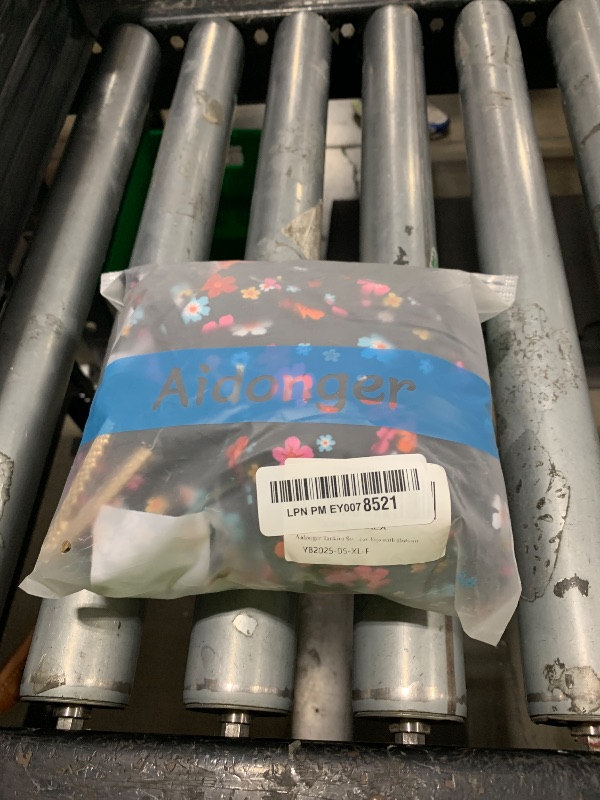 Aidonger
LPN PM EY007 8521
YB2025-05-XL-F